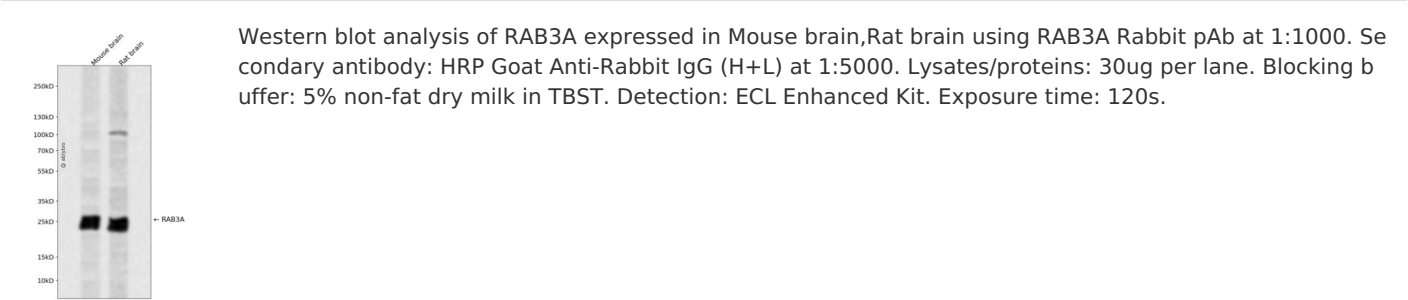 Mouse brain
Rat brain
250kD
130kD
100kD
70kD
55kD
35kD
25kD
15kD
10kD
@ abybio
← RAB3A
Western blot analysis of RAB3A expressed in Mouse brain,Rat brain using RAB3A Rabbit pAb at 1:1000. Se
condary antibody: HRP Goat Anti-Rabbit IgG (H+L) at 1:5000. Lysates/proteins: 30ug per lane. Blocking b
uffer: 5% non-fat dry milk in TBST. Detection: ECL Enhanced Kit. Exposure time: 120s.